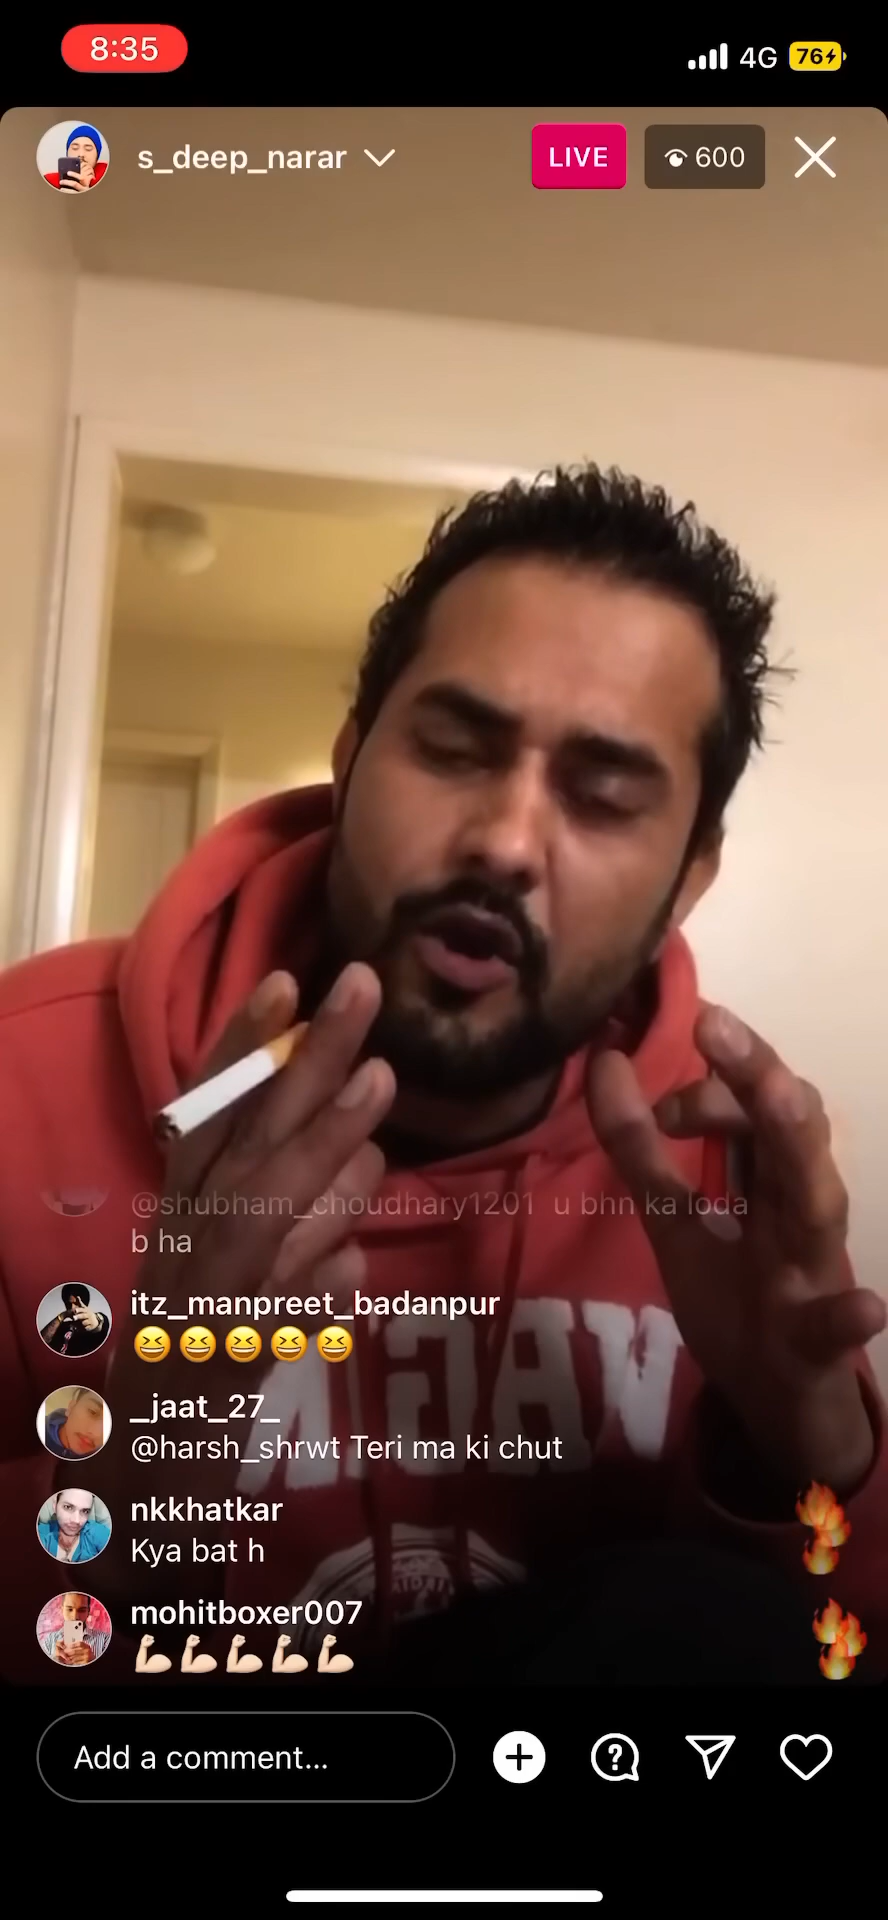 8:35
4G
76
s_deep_narar
LIVE
600
@shubham_choudhary1201 u bhn ka loda
b ha
itz_manpreet_badanpur
😆😆😆😆😆
_jaat_27_
@harsh_shrwt Teri ma ki chut
nkkhatkar
Kya bat h
mohitboxer007
💪🏻💪🏻💪🏻💪🏻💪🏻
Add a comment...